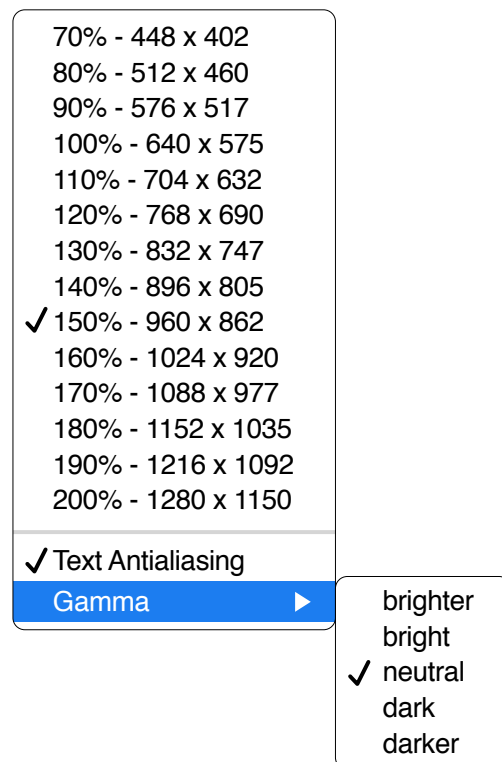 70% - 448 x 402
80% - 512 x 460
90% - 576 x 517
100% - 640 x 575
110% - 704 x 632
120% - 768 x 690
130% - 832 x 747
140% - 896 x 805
150% - 960 x 862
160% - 1024 x 920
170% - 1088 x 977
180% - 1152 x 1035
190% - 1216 x 1092
200% - 1280 x 1150
Text Antialiasing
Gamma
brighter
bright
neutral
dark
darker